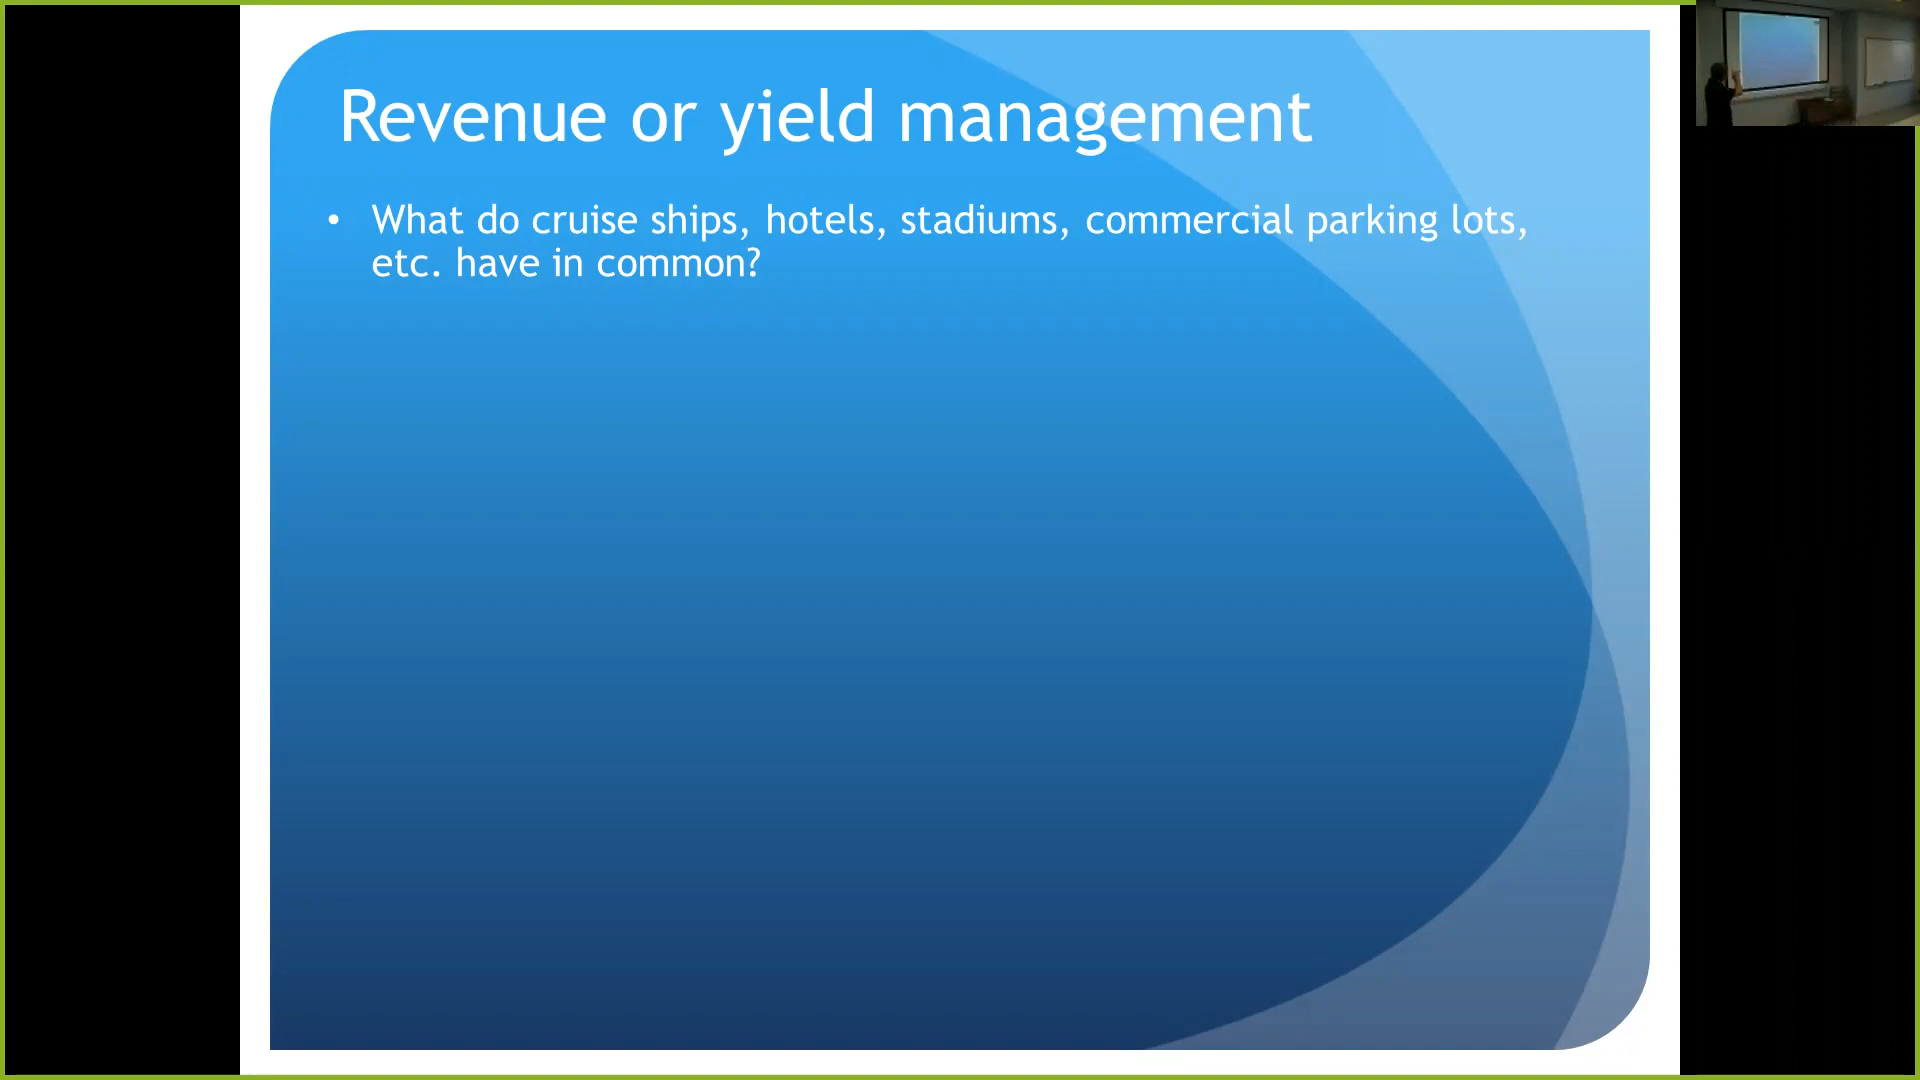 Revenue or yield management
• What do cruise ships, hotels, stadiums, commercial parking lots,
etc. have in common?